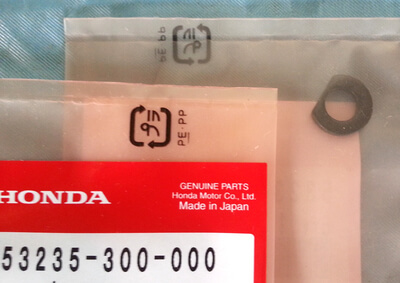 プラ
PE·PP
プラ
PE·PP
HONDA
GENUINE PARTS
Honda Motor Co., Ltd.
Made in Japan
53235-300-000